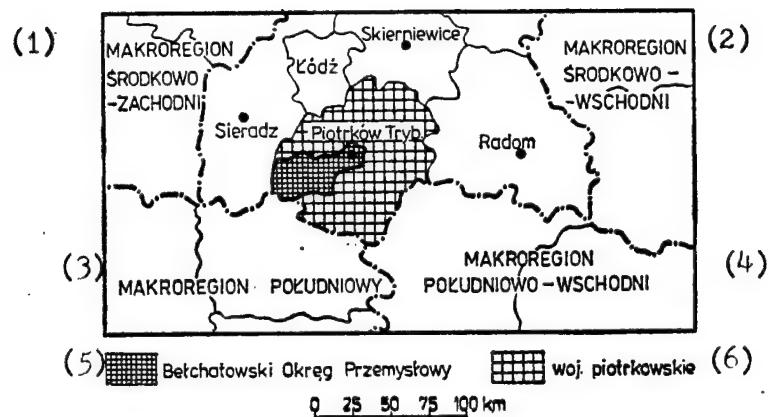 (1)
MAKROREGION
ŚRODKOWO
-ZACHODNI
Skierniewice
Łódź
(2)
MAKROREGION
ŚRODKOWO-
-WSCHODNI
Sieradz
Piotrków Tryb.
Radom
(3)
MAKROREGION POŁUDNIOWY
MAKROREGION
POŁUDNIOWO-WSCHODNI
(4)
(5)
Bełchatowski Okręg Przemysłowy
woj. piotrkowskie
(6)
0 25 50 75 100 km